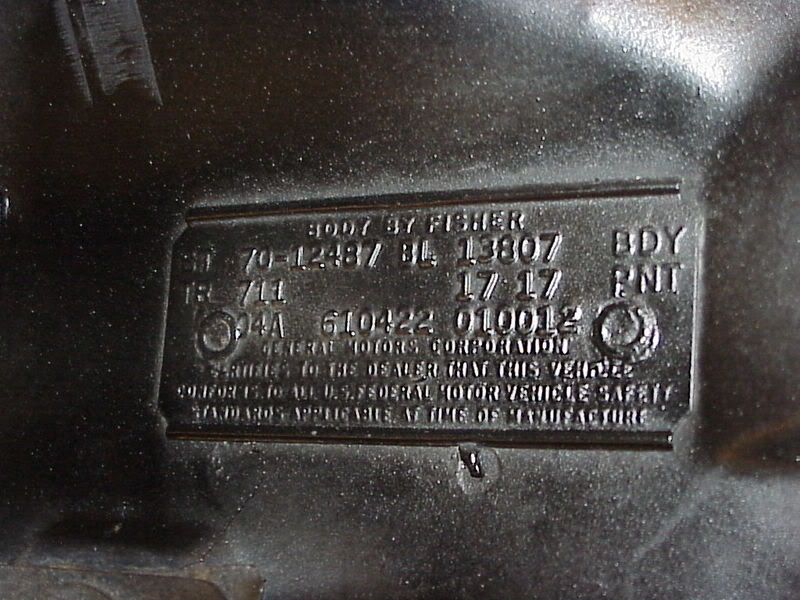 BODY BY FISHER
ST 70-12487 BL 13807 BDY
TR 711 17 17 PNT
04A 610422 010012
GENERAL MOTORS CORPORATION
CERTIFIES TO THE DEALER THAT THIS VEHICLE
CONFORMS TO ALL U.S. FEDERAL MOTOR VEHICLE SAFETY
STANDARDS APPLICABLE AT TIME OF MANUFACTURE